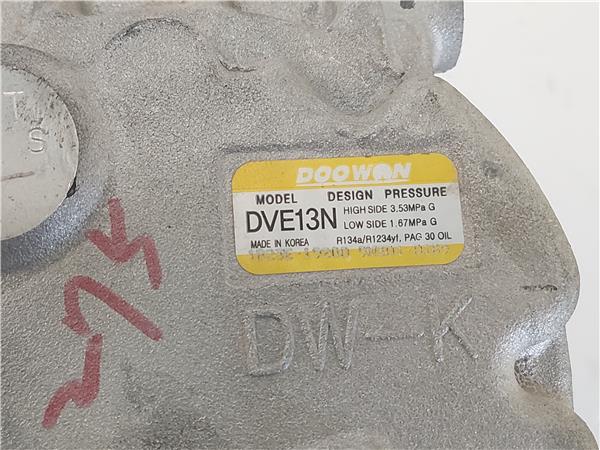 T
S
DOOWON
MODEL DESIGN PRESSURE
DVE13N HIGH SIDE 3.53MPa G
LOW SIDE 1.67MPa G
MADE IN KOREA R134a/R1234yf, PAG 30 OIL
DW-K